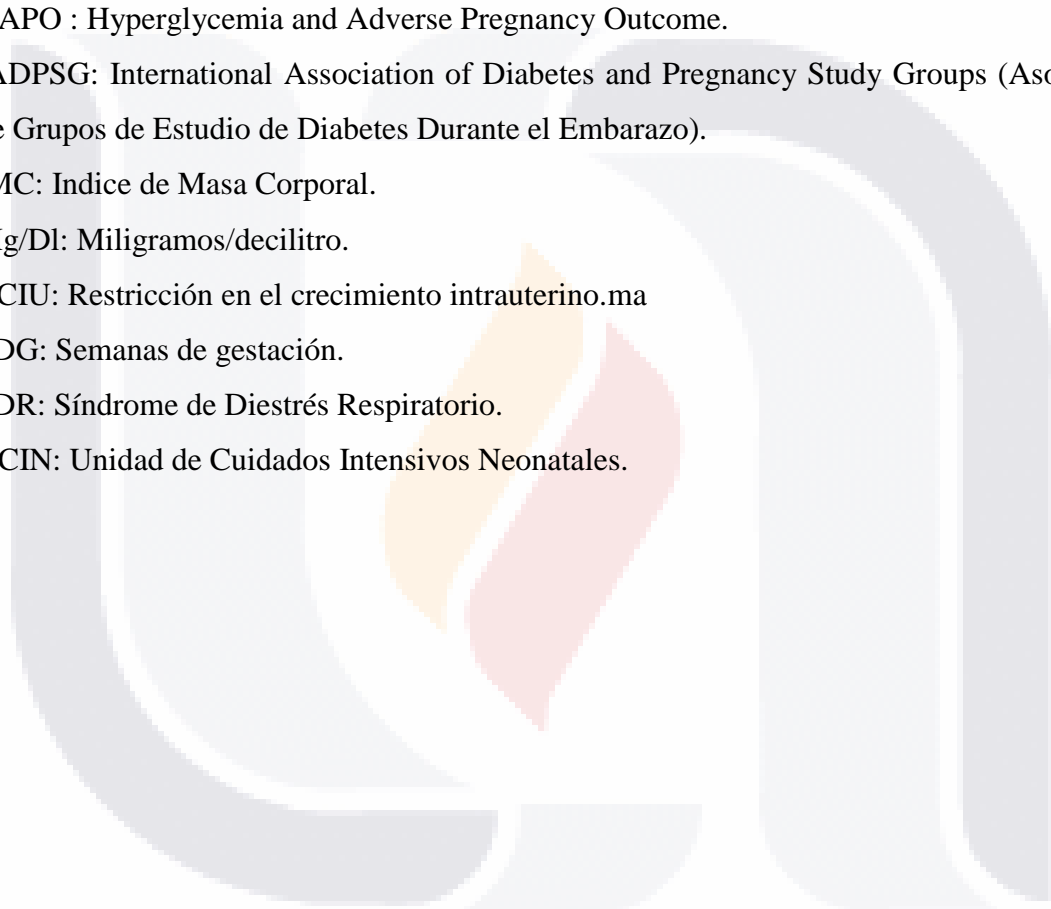 APO : Hyperglycemia and Adverse Pregnancy Outcome.
ADPSG: International Association of Diabetes and Pregnancy Study Groups (Aso
e Grupos de Estudio de Diabetes Durante el Embarazo).
MC: Indice de Masa Corporal.
g/Dl: Miligramos/decilitro.
CIU: Restricción en el crecimiento intrauterino.ma
DG: Semanas de gestación.
DR: Síndrome de Diestrés Respiratorio.
CIN: Unidad de Cuidados Intensivos Neonatales.